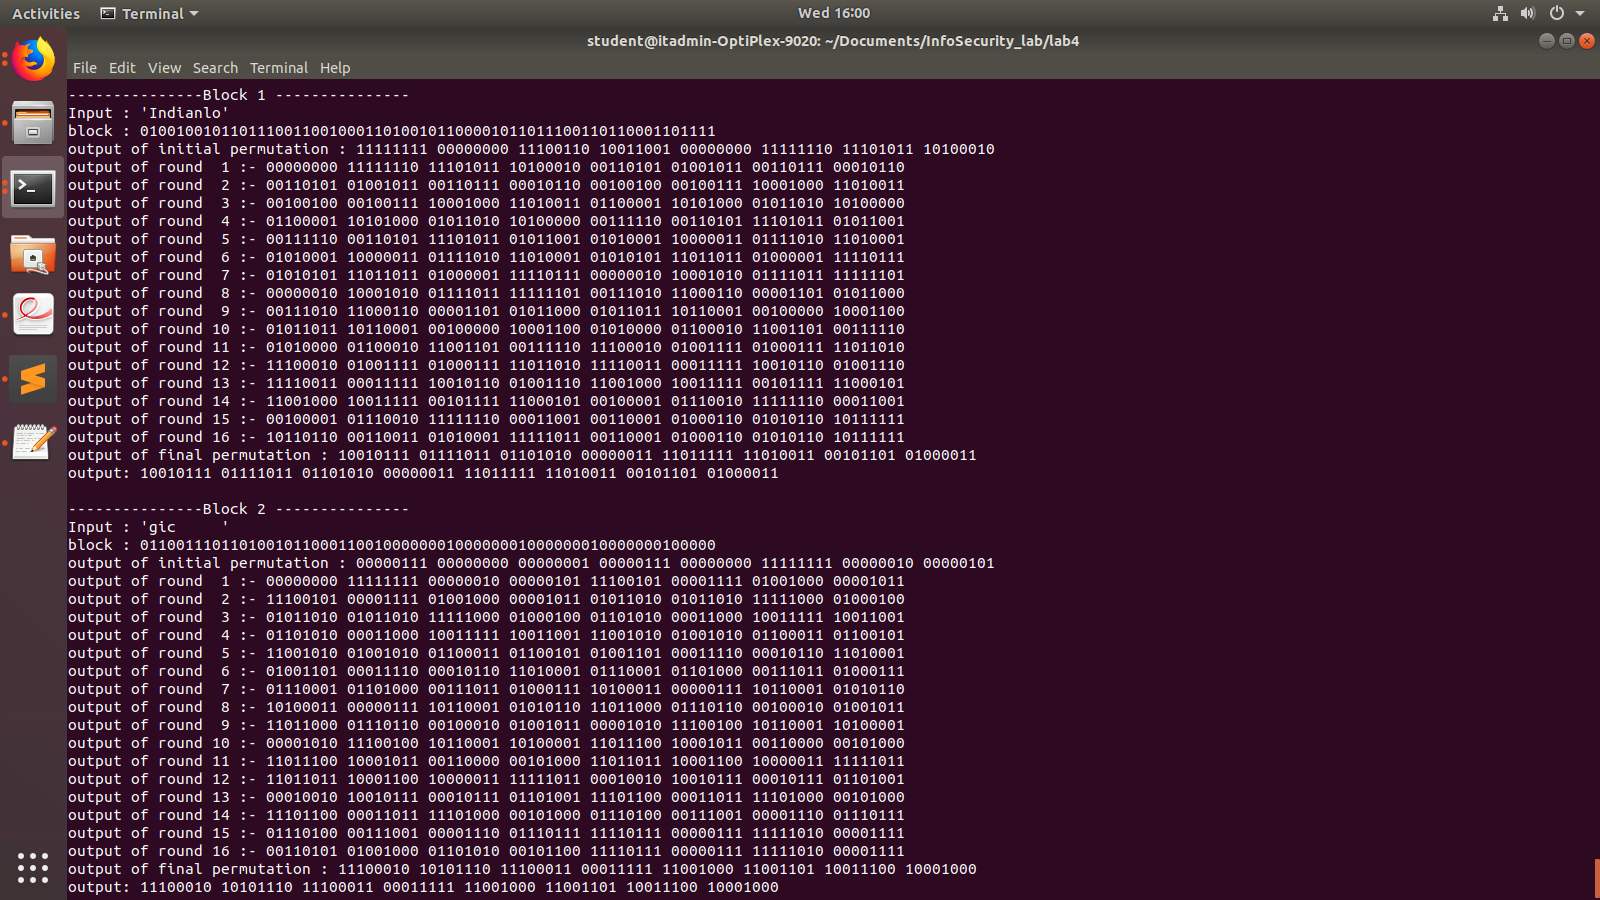 Activities Terminal Wed 16:00
student@itadmin-OptiPlex-9020: ~/Documents/InfoSecurity_lab/lab4
File Edit View Search Terminal Help
---------------Block 1 ---------------
Input : 'Indianlo'
block : 0100100101101110011001000110100101100001011011100110110001101111
output of initial permutation : 11111111 00000000 11100110 10011001 00000000 11111110 11101011 10100010
output of round  1 :- 00000000 11111110 11101011 10100010 00110101 01001011 00110111 00010110
output of round  2 :- 00110101 01001011 00110111 00010110 00100100 00100111 10001000 11010011
output of round  3 :- 00100100 00100111 10001000 11010011 01100001 10101000 01011010 10100000
output of round  4 :- 01100001 10101000 01011010 10100000 00111110 00110101 11101011 01011001
output of round  5 :- 00111110 00110101 11101011 01011001 01010001 10000011 01111010 11010001
output of round  6 :- 01010001 10000011 01111010 11010001 01010101 11011011 01000001 11110111
output of round  7 :- 01010101 11011011 01000001 11110111 00000010 10001010 01111011 11111101
output of round  8 :- 00000010 10001010 01111011 11111101 00111010 11000110 00001101 01011000
output of round  9 :- 00111010 11000110 00001101 01011000 01011011 10110001 00100000 10001100
output of round 10 :- 01011011 10110001 00100000 10001100 01010000 01100010 11001101 00111110
output of round 11 :- 01010000 01100010 11001101 00111110 11100010 01001111 01000111 11011010
output of round 12 :- 11100010 01001111 01000111 11011010 11110011 00011111 10010110 01001110
output of round 13 :- 11110011 00011111 10010110 01001110 11001000 10011111 00101111 11000101
output of round 14 :- 11001000 10011111 00101111 11000101 00100001 01110010 11111110 00011001
output of round 15 :- 00100001 01110010 11111110 00011001 00110001 01000110 01010110 10111111
output of round 16 :- 10110110 00110011 01010001 11111011 00110001 01000110 01010110 10111111
output of final permutation : 10010111 01111011 01101010 00000011 11011111 11010011 00101101 01000011
output: 10010111 01111011 01101010 00000011 11011111 11010011 00101101 01000011
---------------Block 2 ---------------
Input : 'gic     '
block : 0110011101101001011000110010000000100000001000000010000000100000
output of initial permutation : 00000111 00000000 00000001 00000111 00000000 11111111 00000010 00000101
output of round  1 :- 00000000 11111111 00000010 00000101 11100101 00001111 01001000 00001011
output of round  2 :- 11100101 00001111 01001000 00001011 01011010 01011010 11111000 01000100
output of round  3 :- 01011010 01011010 11111000 01000100 01101010 00011000 10011111 10011001
output of round  4 :- 01101010 00011000 10011111 10011001 11001010 01001010 01100011 01100101
output of round  5 :- 11001010 01001010 01100011 01100101 01001101 00011110 00010110 11010001
output of round  6 :- 01001101 00011110 00010110 11010001 01110001 01101000 00111011 01000111
output of round  7 :- 01110001 01101000 00111011 01000111 10100011 00000111 10110001 01010110
output of round  8 :- 10100011 00000111 10110001 01010110 11011000 01110110 00100010 01001011
output of round  9 :- 11011000 01110110 00100010 01001011 00001010 11100100 10110001 10100001
output of round 10 :- 00001010 11100100 10110001 10100001 11011100 10001011 00110000 00101000
output of round 11 :- 11011100 10001011 00110000 00101000 11011011 10001100 10000011 11111011
output of round 12 :- 11011011 10001100 10000011 11111011 00010010 10010111 00010111 01101001
output of round 13 :- 00010010 10010111 00010111 01101001 11101100 00011011 11101000 00101000
output of round 14 :- 11101100 00011011 11101000 00101000 01110100 00111001 00001110 01110111
output of round 15 :- 01110100 00111001 00001110 01110111 11110111 00000111 11111010 00001111
output of round 16 :- 00110101 01000001 01101010 00101100 11110111 00000111 11111010 00001111
output of final permutation : 11100010 10101110 11100011 00011111 11001000 11001101 10011100 10001000
output: 11100010 10101110 11100011 00011111 11001000 11001101 10011100 10001000